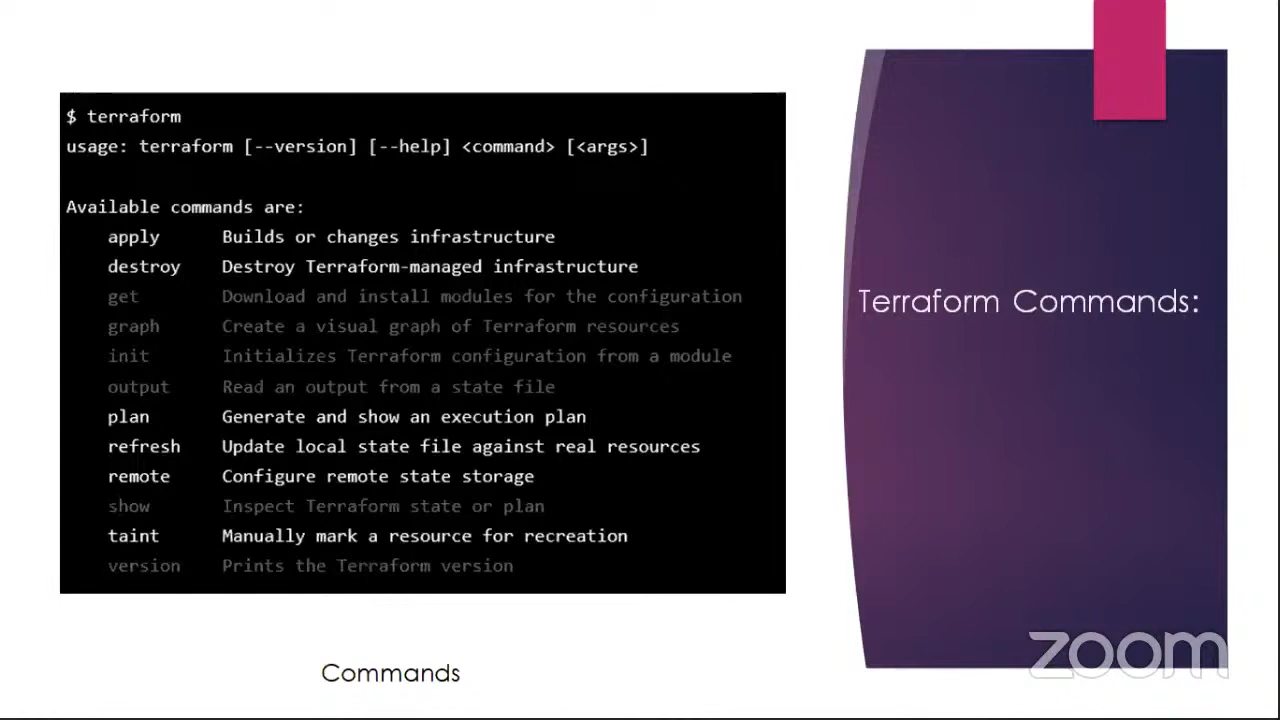 $ terraform
usage: terraform [--version] [--help] <command> [<args>]
Available commands are:
apply Builds or changes infrastructure
destroy Destroy Terraform-managed infrastructure
get Download and install modules for the configuration
graph Create a visual graph of Terraform resources
init Initializes Terraform configuration from a module
output Read an output from a state file
plan Generate and show an execution plan
refresh Update local state file against real resources
remote Configure remote state storage
show Inspect Terraform state or plan
taint Manually mark a resource for recreation
version Prints the Terraform version
Commands
Terraform Commands:
zoom